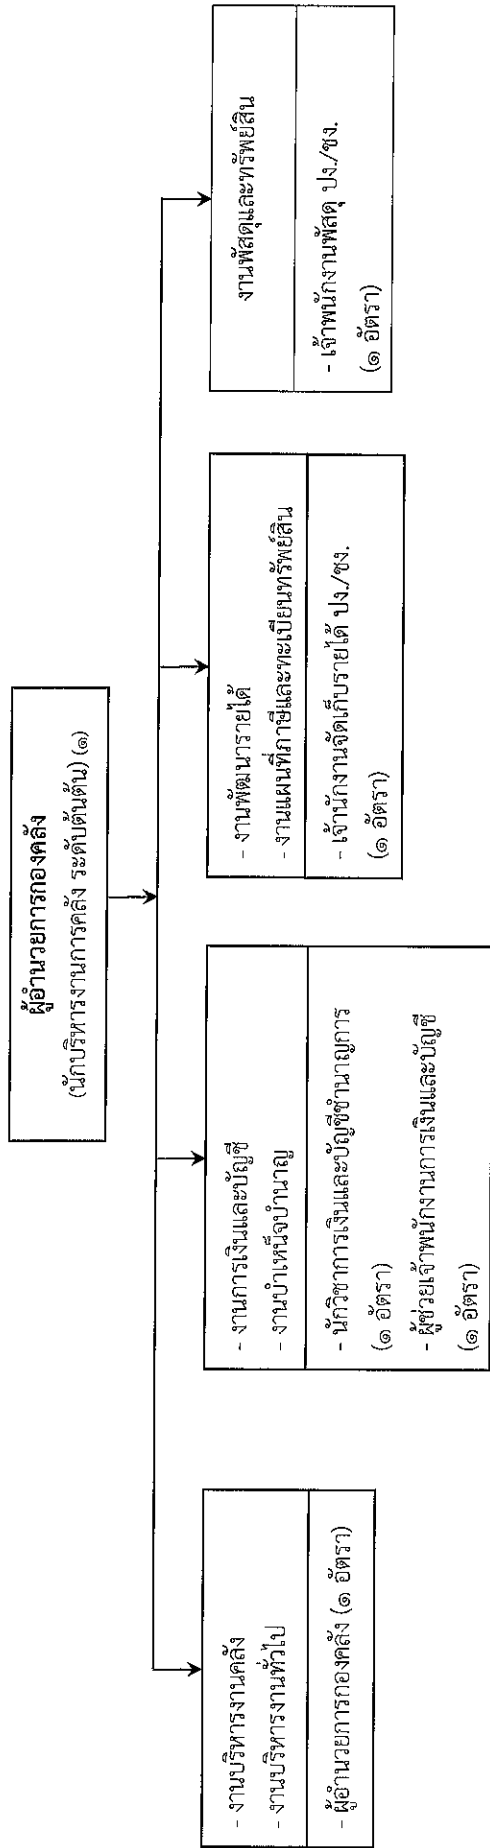 ผู้อำนวยการกองคลัง
(นักบริหารงานการคลัง ระดับต้นต้น) (๑)
- งานบริหารงานคลัง
- งานบริหารงานทั่วไป
- ผู้อำนวยการกองคลัง (๑ อัตรา)
- งานการเงินและบัญชี
- งานบำเหน็จบำนาญ
- นักวิชาการเงินและบัญชีชำนาญการ
(๑ อัตรา)
- ผู้ช่วยเจ้าพนักงานการเงินและบัญชี
(๑ อัตรา)
- งานพัฒนารายได้
- งานแผนที่ภาษีและทะเบียนทรัพย์สิน
- เจ้านักงานจัดเก็บรายได้ ปง./ชง.
(๑ อัตรา)
งานพัสดุและทรัพย์สิน
- เจ้าพนักงานพัสดุ ปง./ชง.
(๑ อัตรา)